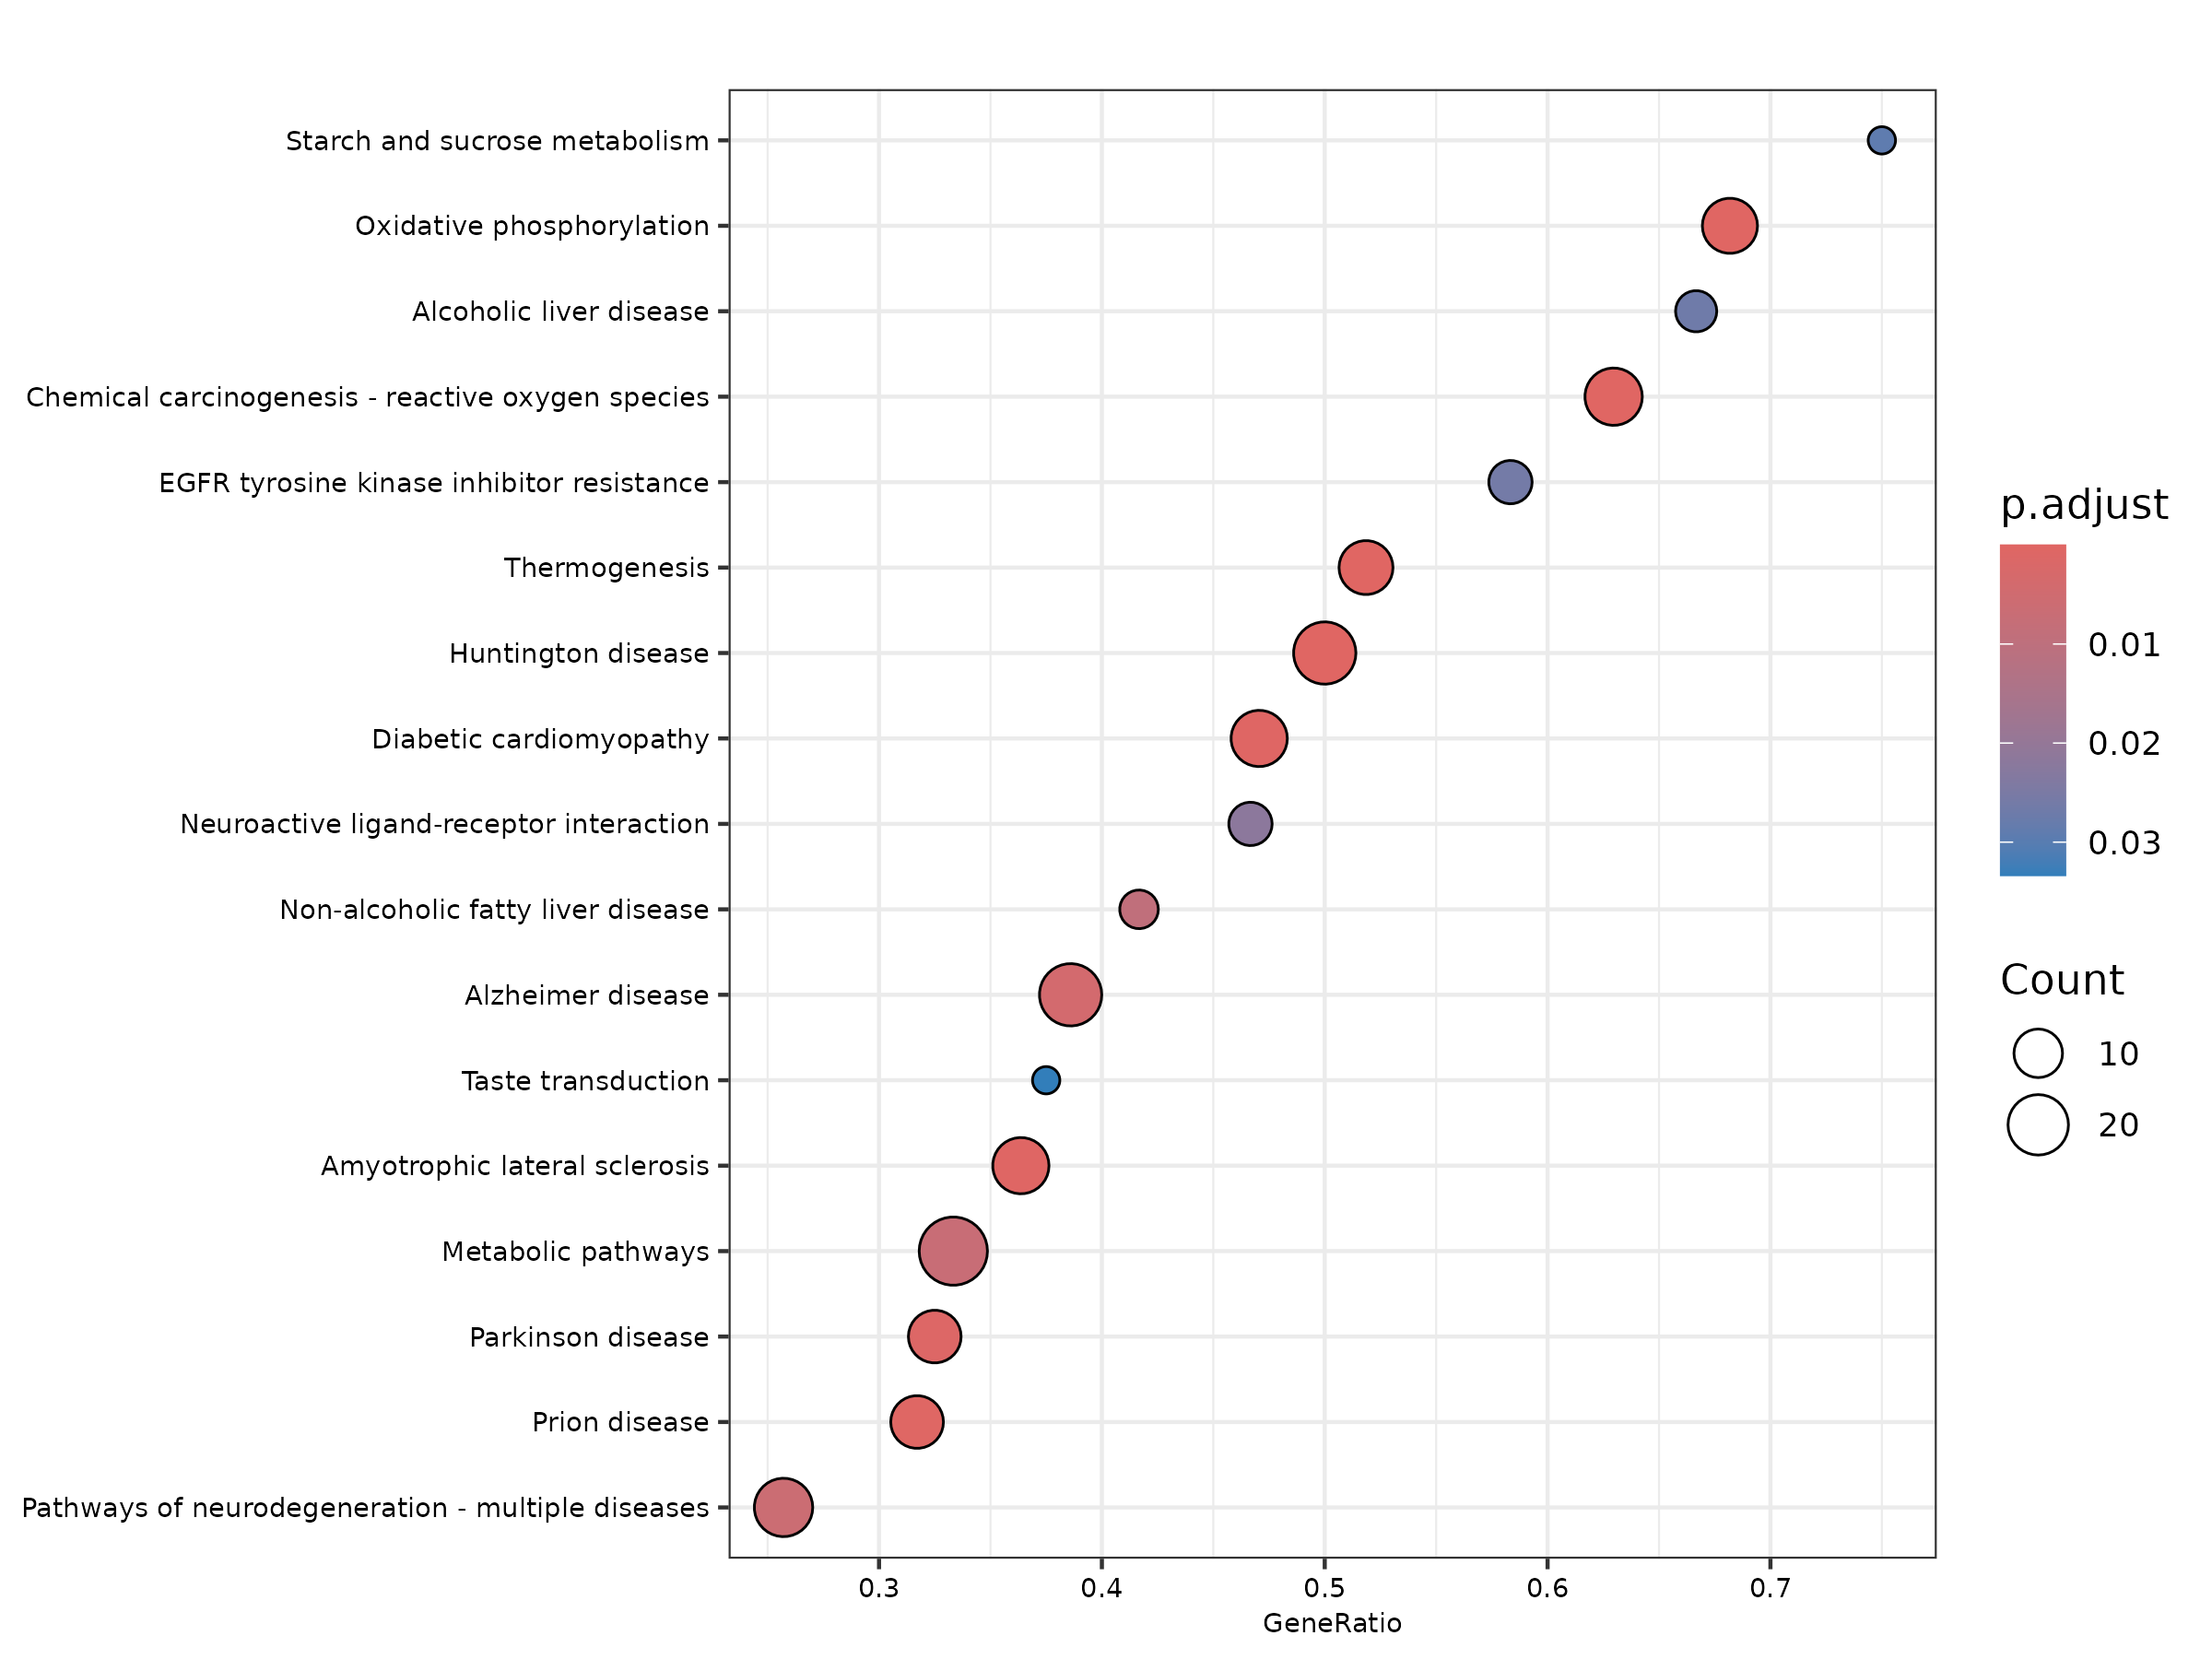 Starch and sucrose metabolism
Oxidative phosphorylation
Alcoholic liver disease
Chemical carcinogenesis - reactive oxygen species
EGFR tyrosine kinase inhibitor resistance
Thermogenesis
Huntington disease
Diabetic cardiomyopathy
Neuroactive ligand-receptor interaction
Non-alcoholic fatty liver disease
Alzheimer disease
Taste transduction
Amyotrophic lateral sclerosis
Metabolic pathways
Parkinson disease
Prion disease
Pathways of neurodegeneration - multiple diseases
0.3 0.4 0.5 0.6 0.7
GeneRatio
p.adjust
0.01
0.02
0.03
Count
10
20